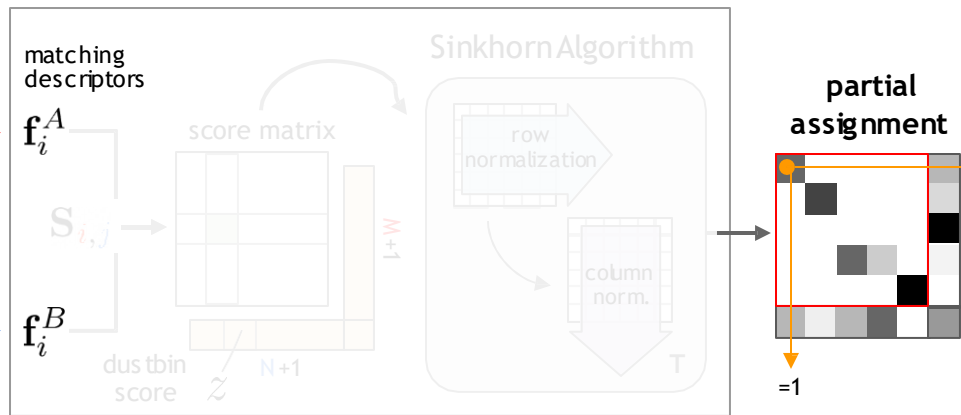 matching
descriptors
f_i^A
S_{i,j}
f_i^B
score matrix
M+1
N+1
dustbin
score
z
Sinkhorn Algorithm
row
normalization
column
norm.
T
partial
assignment
=1